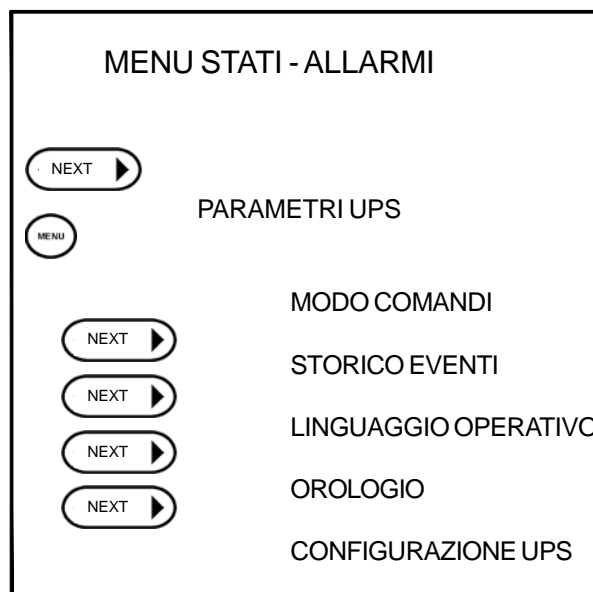 MENU STATI - ALLARMI
NEXT
PARAMETRI UPS
MENU
MODO COMANDI
NEXT
STORICO EVENTI
NEXT
LINGUAGGIO OPERATIVO
NEXT
OROLOGIO
NEXT
CONFIGURAZIONE UPS